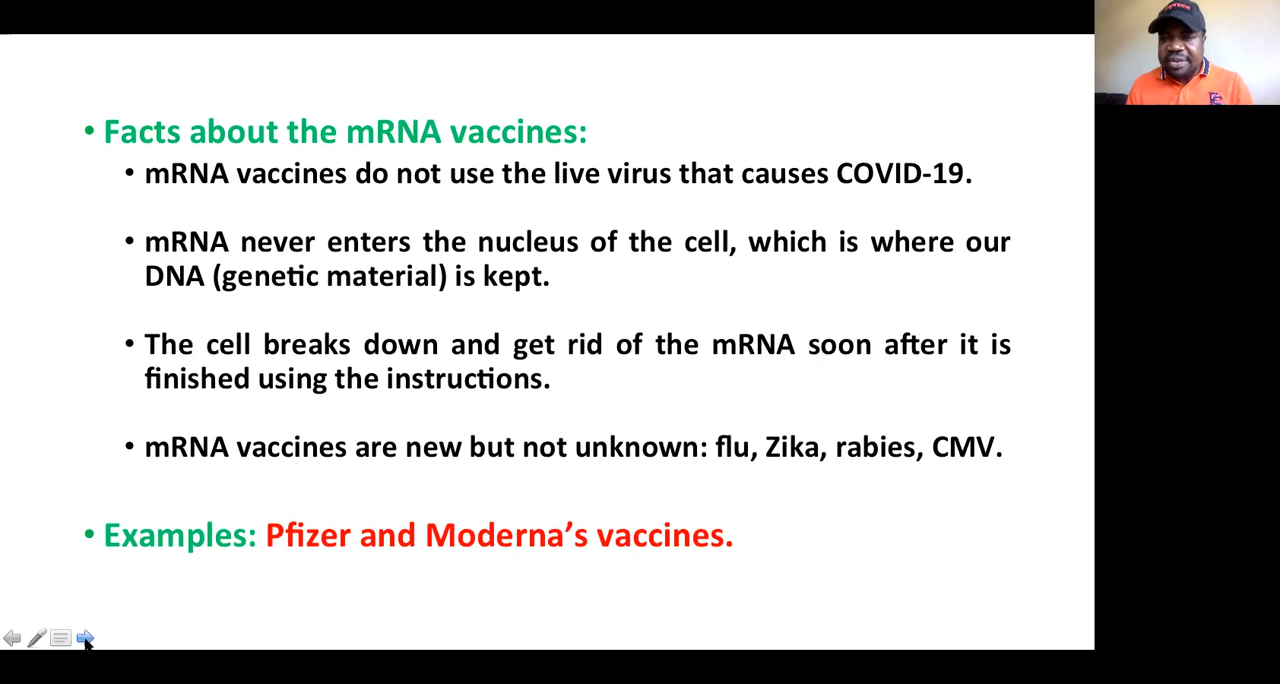 • Facts about the mRNA vaccines:
• mRNA vaccines do not use the live virus that causes COVID-19.
• mRNA never enters the nucleus of the cell, which is where our
DNA (genetic material) is kept.
• The cell breaks down and get rid of the mRNA soon after it is
finished using the instructions.
• mRNA vaccines are new but not unknown: flu, Zika, rabies, CMV.
• Examples: Pfizer and Moderna’s vaccines.